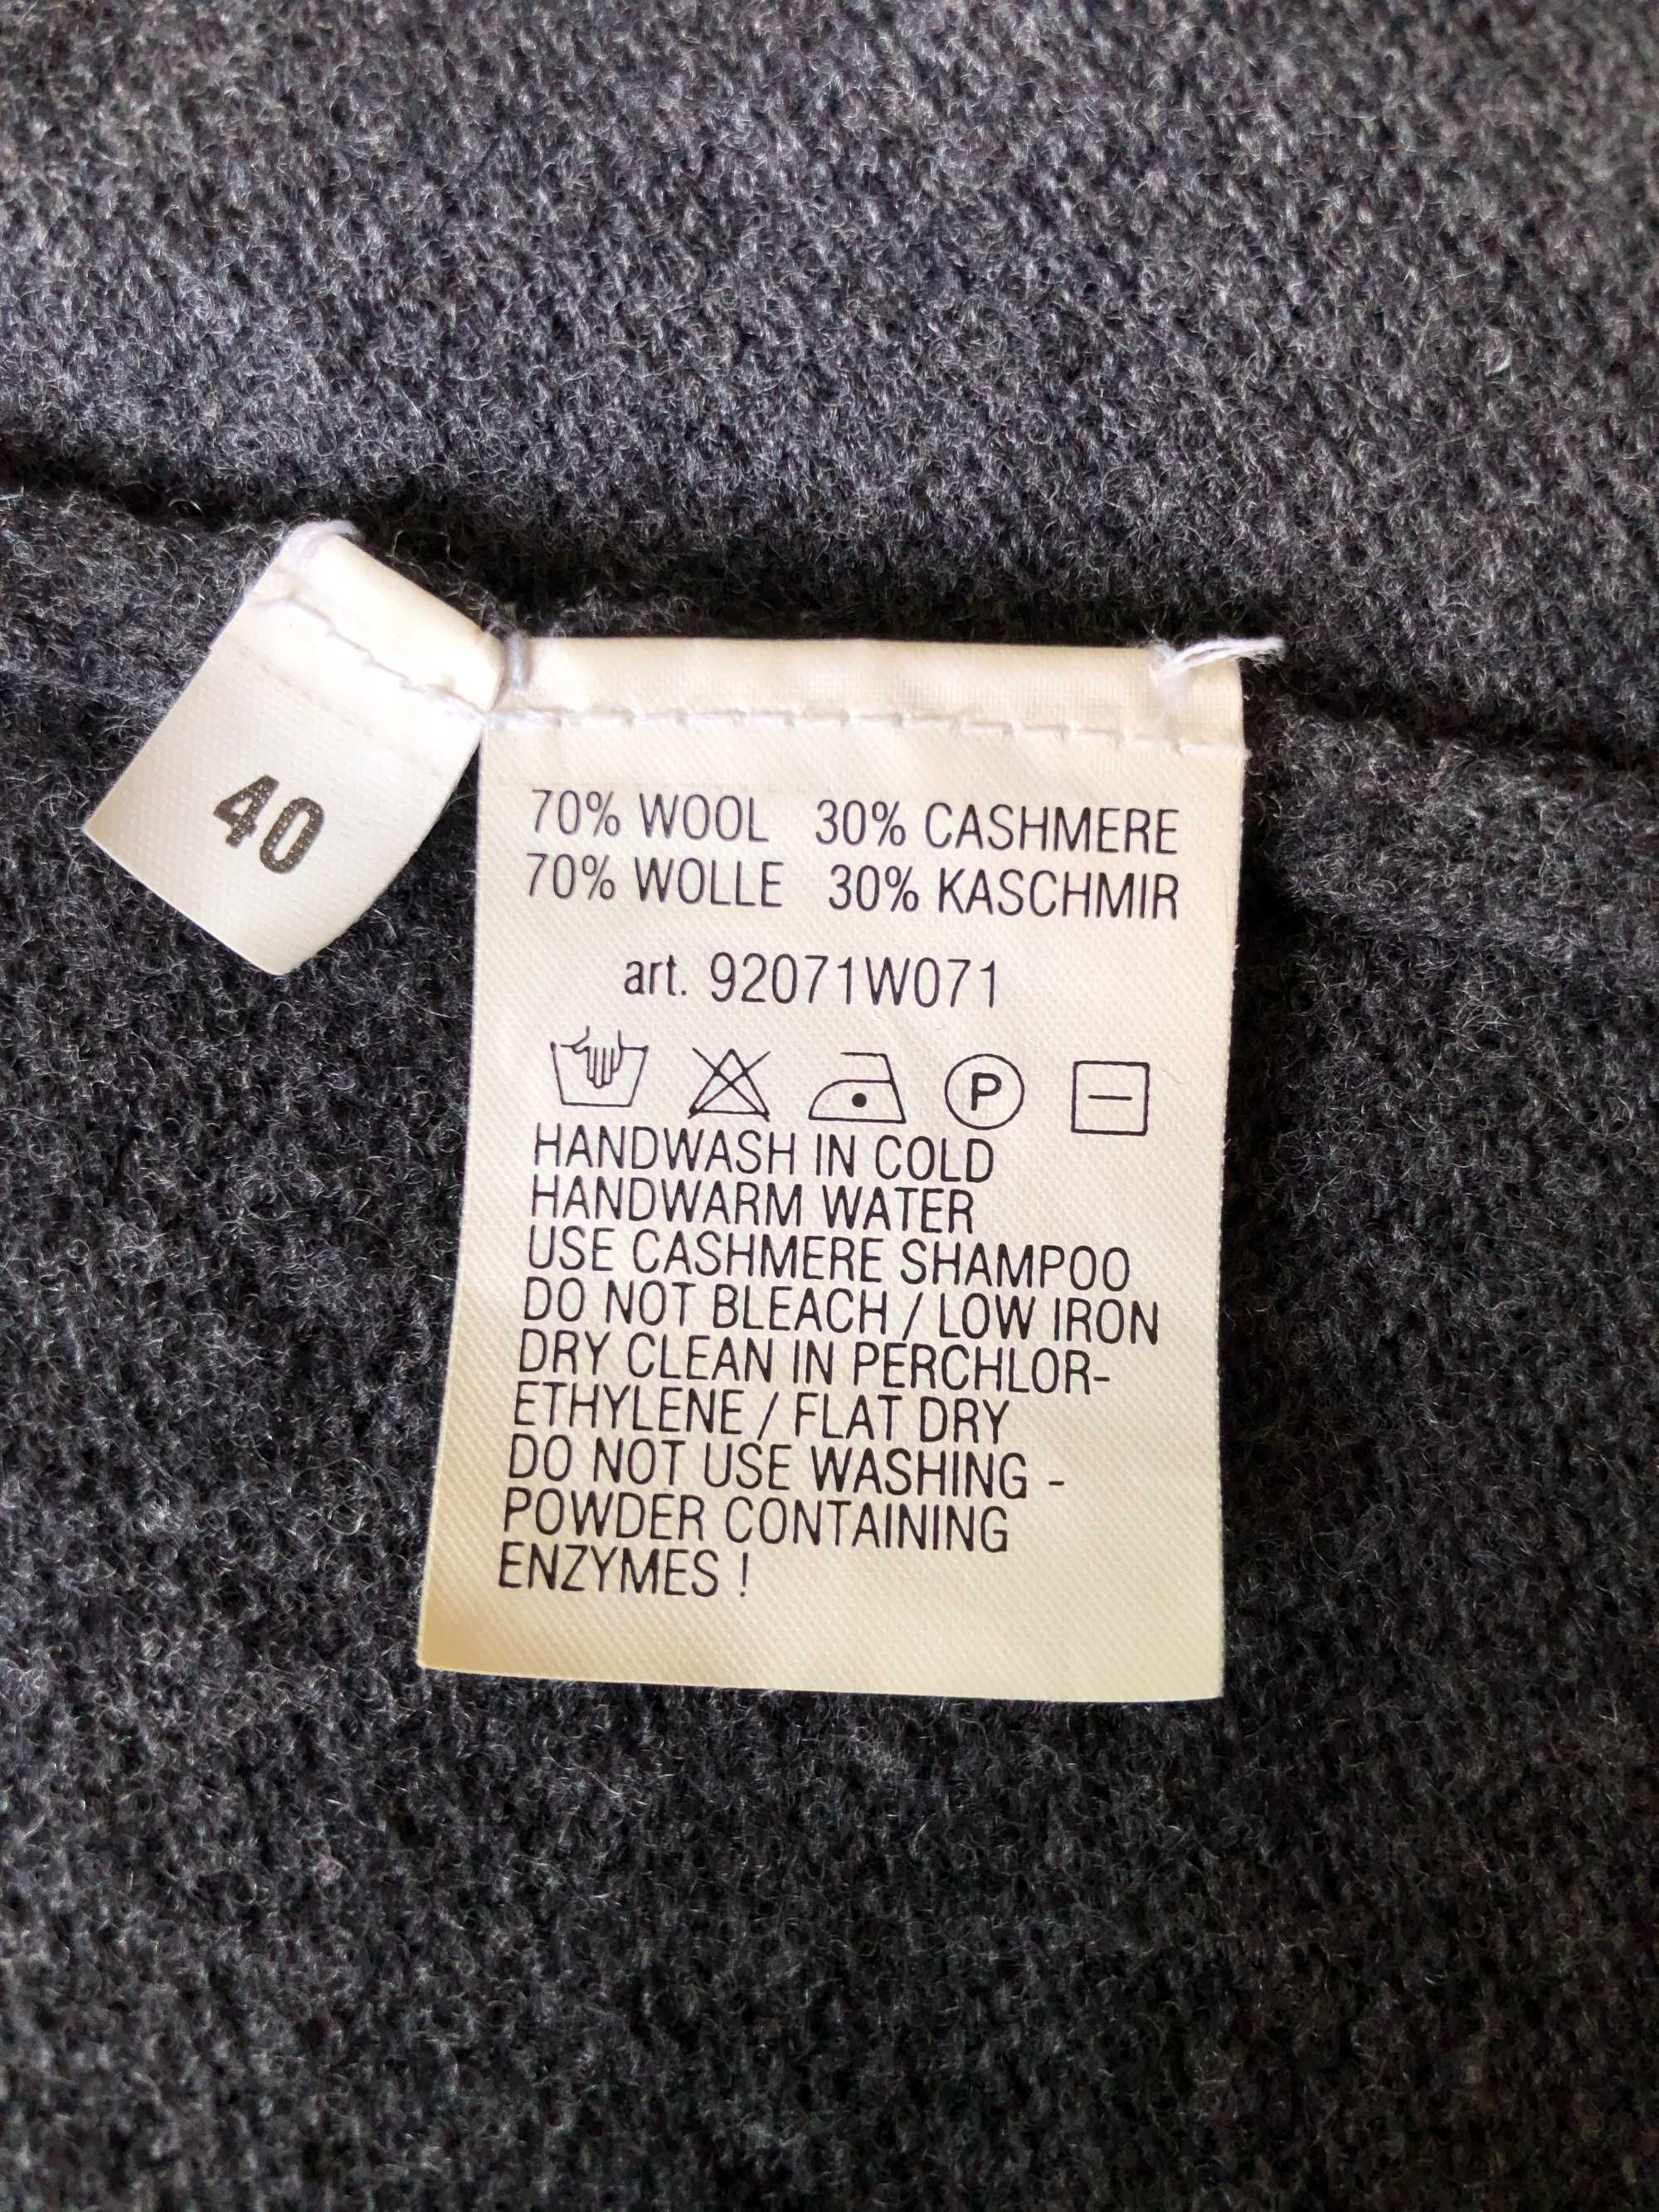 40
70% WOOL 30% CASHMERE
70% WOLLE 30% KASCHMIR
art. 92071W071
P
HANDWASH IN COLD
HANDWARM WATER
USE CASHMERE SHAMPOO
DO NOT BLEACH / LOW IRON
DRY CLEAN IN PERCHLOR-
ETHYLENE / FLAT DRY
DO NOT USE WASHING -
POWDER CONTAINING
ENZYMES !